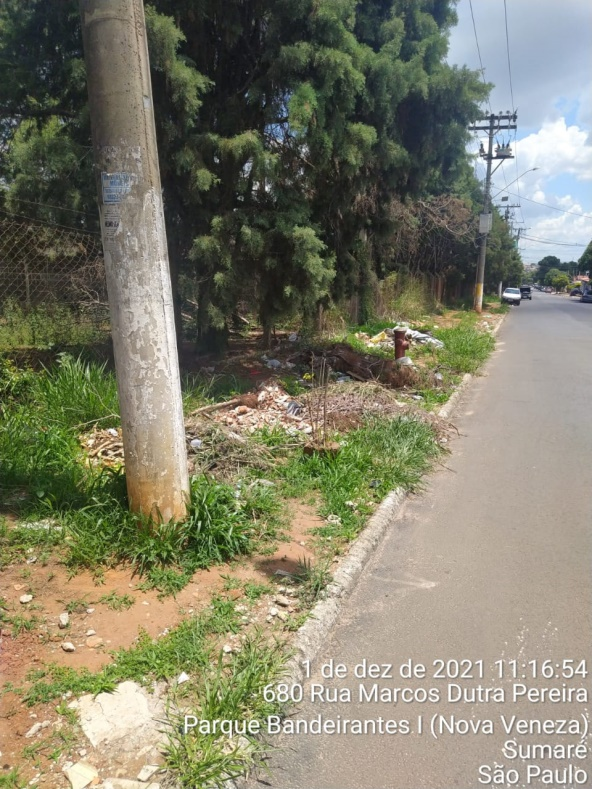 1 de dez de 2021 11:16:54
680 Rua Marcos Dutra Pereira
Parque Bandeirantes I (Nova Veneza)
Sumaré
São Paulo